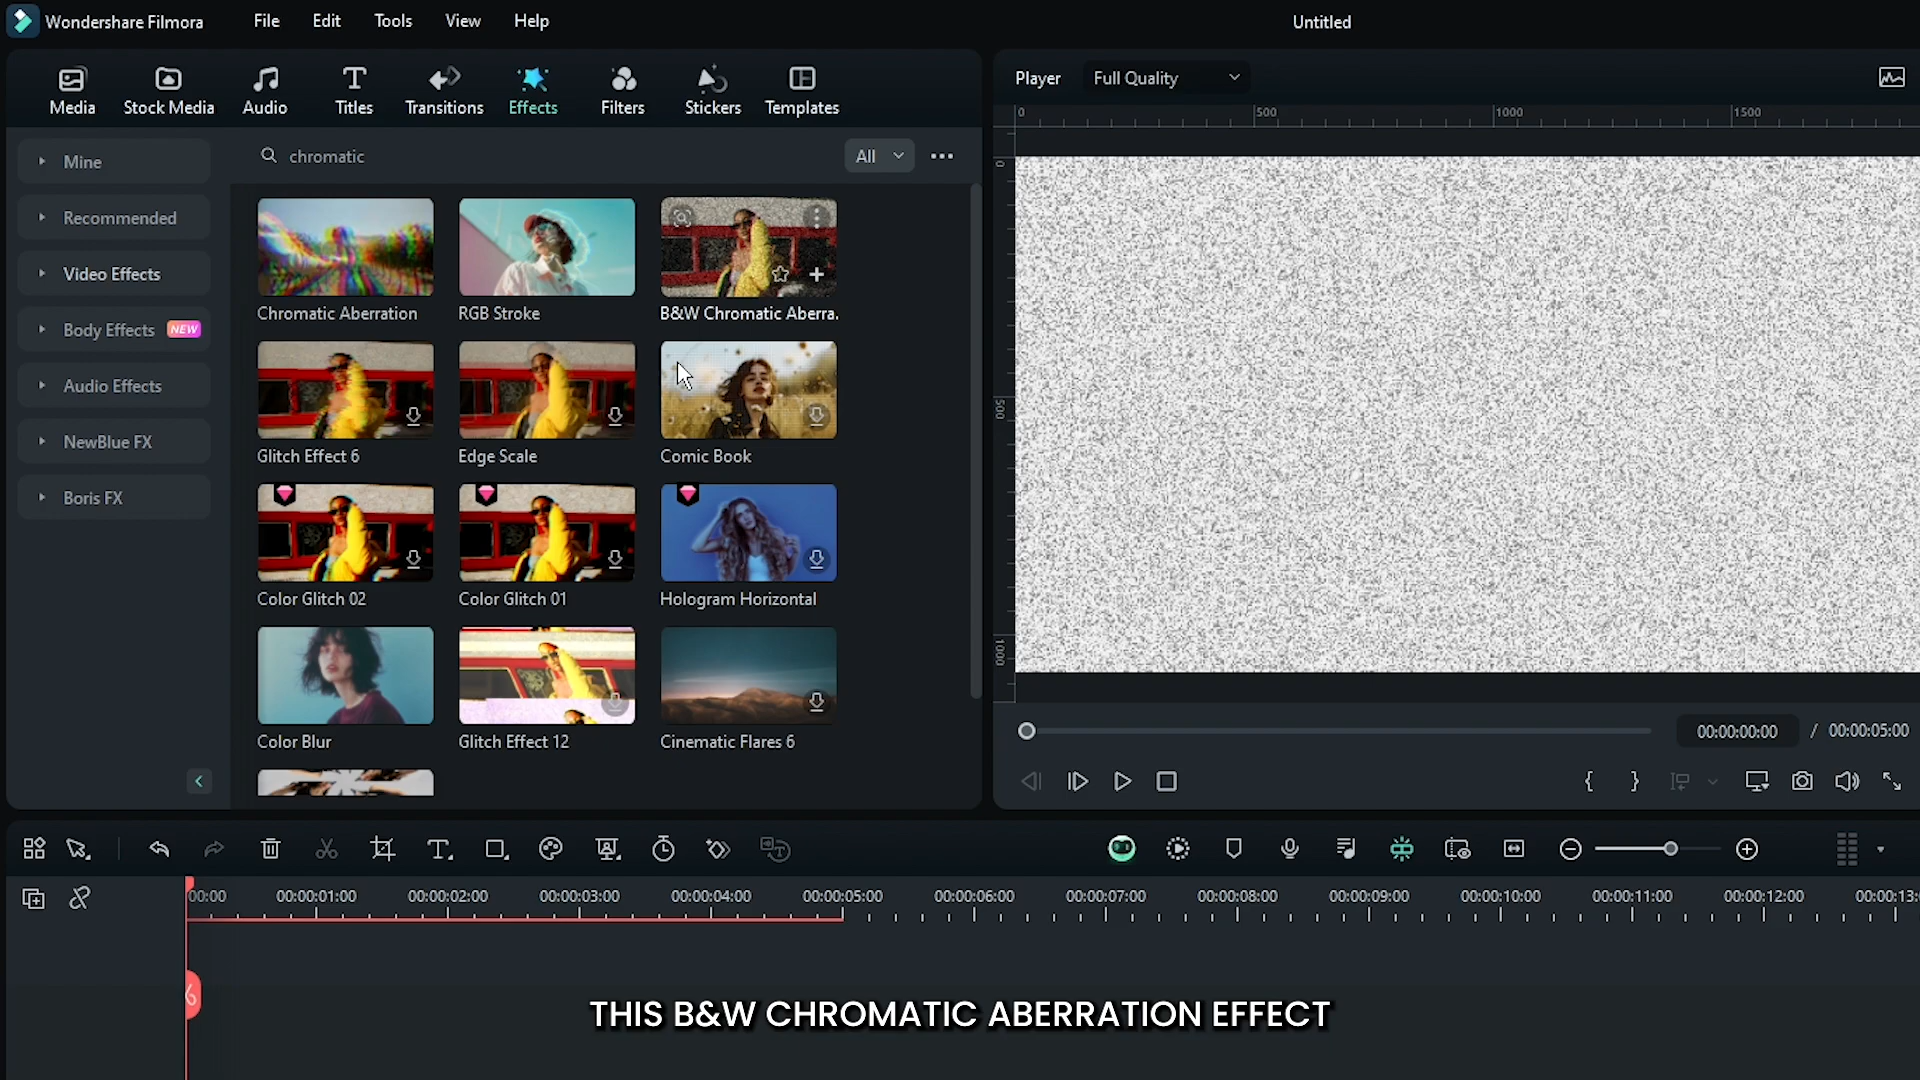 Wondershare Filmora
File
Edit
Tools
View
Help
Untitled
Media
Stock Media
Audio
Titles
Transitions
Effects
Filters
Stickers
Templates
Player
Full Quality
0
500
1000
1500
Mine
Recommended
Video Effects
Body Effects NEW
Audio Effects
NewBlue FX
Boris FX
chromatic
All
Chromatic Aberration
RGB Stroke
B&W Chromatic Aberra.
Glitch Effect 6
Edge Scale
Comic Book
Color Glitch 02
Color Glitch 01
Hologram Horizontal
Color Blur
Glitch Effect 12
Cinematic Flares 6
0
500
1000
00:00:00:00 / 00:00:05:00
{
}
00:00
00:00:01:00
00:00:02:00
00:00:03:00
00:00:04:00
00:00:05:00
00:00:06:00
00:00:07:00
00:00:08:00
00:00:09:00
00:00:10:00
00:00:11:00
00:00:12:00
00:00:13:
THIS B&W CHROMATIC ABERRATION EFFECT